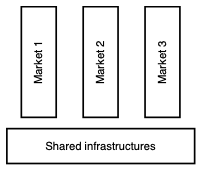 Market 1
Market 2
Market 3
Shared infrastructures